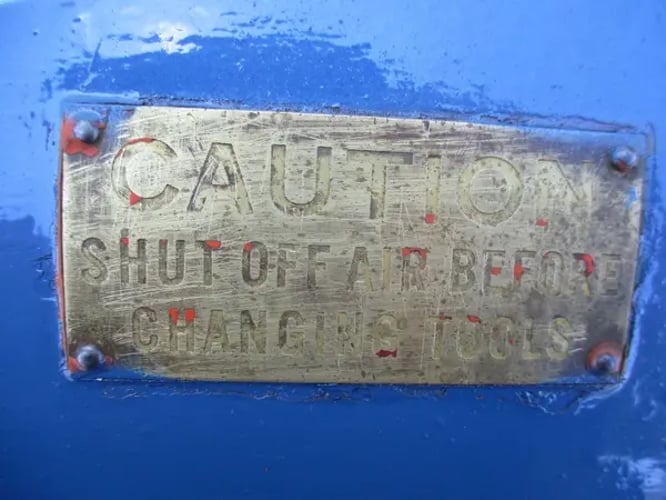 CAUTION
SHUT OFF AIR BEFORE
CHANGING TOOLS